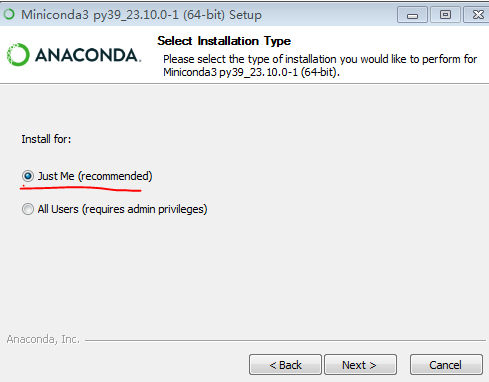 Miniconda3 py39_23.10.0-1 (64-bit) Setup
ANACONDA.
Select Installation Type
Please select the type of installation you would like to perform for
Miniconda3 py39_23.10.0-1 (64-bit).
Install for:
Just Me (recommended)
All Users (requires admin privileges)
Anaconda, Inc.
< Back Next > Cancel